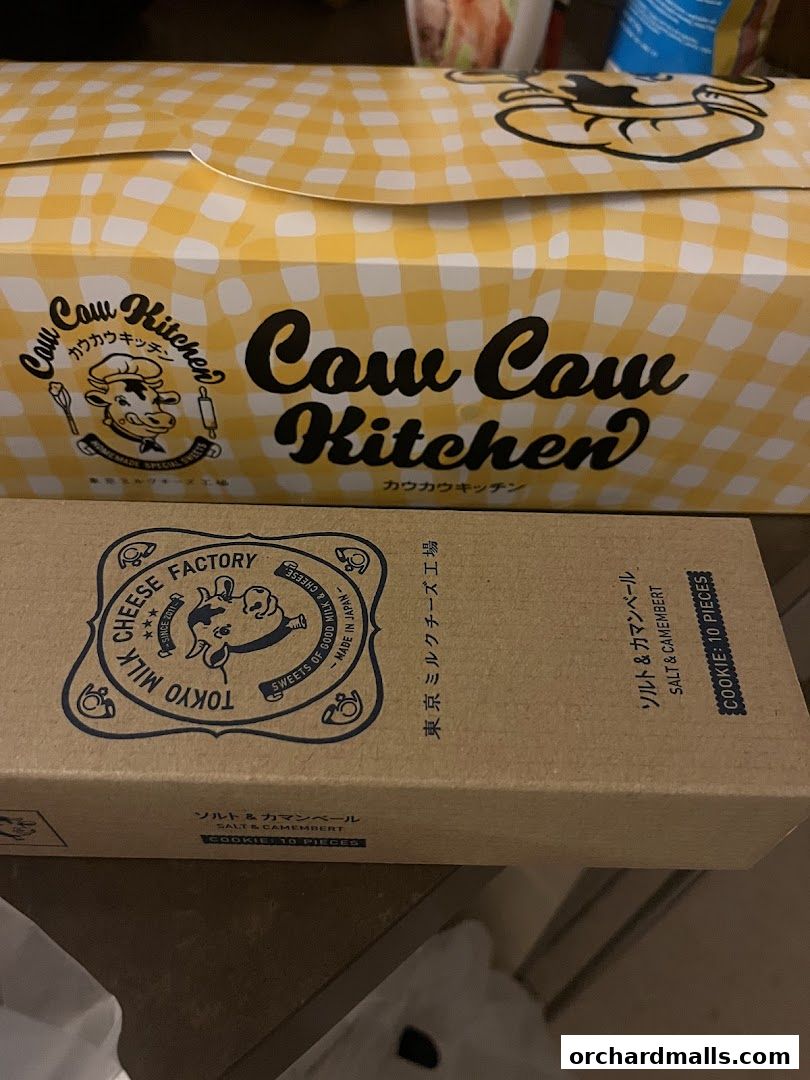 Cow Cow Kitchen
カウカウキッチン
HOMEMADE SPECIAL SWEETS
東京ミルクチーズ工場
Cow Cow
Kitchen
カウカウキッチン
TOKYO MILK CHEESE FACTORY
SINCE 2011
SWEETS OF GOOD MILK & CHEESE
MADE IN JAPAN
東京ミルクチーズ工場
ソルト&カマンベール
SALT & CAMEMBERT
COOKIE: 10 PIECES
ソルト&カマンベール
SALT & CAMEMBERT
COOKIE: 10 PIECES
orchardmalls.com